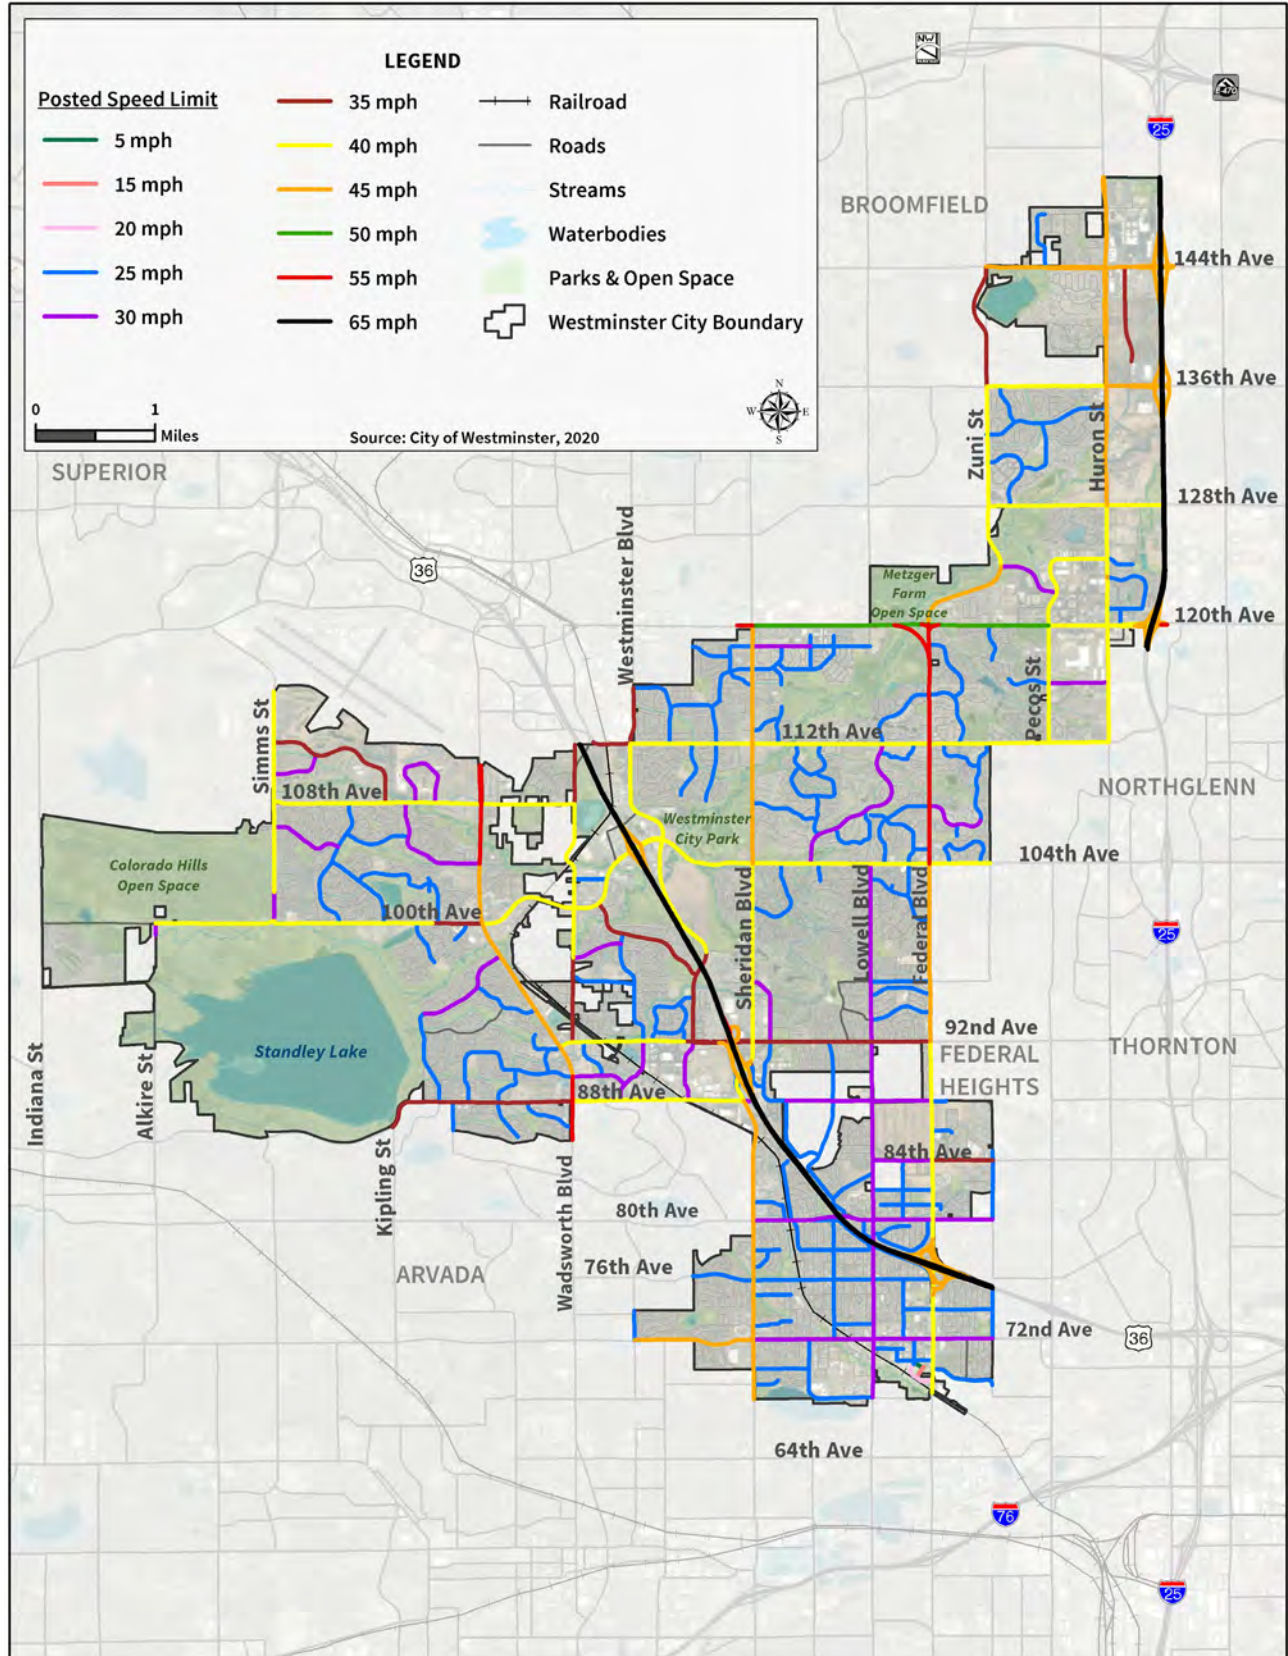 LEGEND
Posted Speed Limit
5 mph
15 mph
20 mph
25 mph
30 mph
35 mph
40 mph
45 mph
50 mph
55 mph
65 mph
Railroad
Roads
Streams
Waterbodies
Parks & Open Space
Westminster City Boundary
0 1
Miles
Source: City of Westminster, 2020
N
W E
S
NW
E-470
25
BROOMFIELD
144th Ave
136th Ave
Zuni St
Huron St
SUPERIOR
128th Ave
Westminster Blvd
36
Metzger
Farm
Open Space
120th Ave
Pecos St
Simms St
112th Ave
108th Ave
NORTHGLENN
Westminster
City Park
104th Ave
Colorado Hills
Open Space
100th Ave
Sheridan Blvd
Lowell Blvd
Federal Blvd
25
92nd Ave
FEDERAL
HEIGHTS
THORNTON
Standley Lake
Indiana St
Alkire St
88th Ave
Kipling St
Wadsworth Blvd
84th Ave
80th Ave
76th Ave
ARVADA
72nd Ave
36
64th Ave
76
25